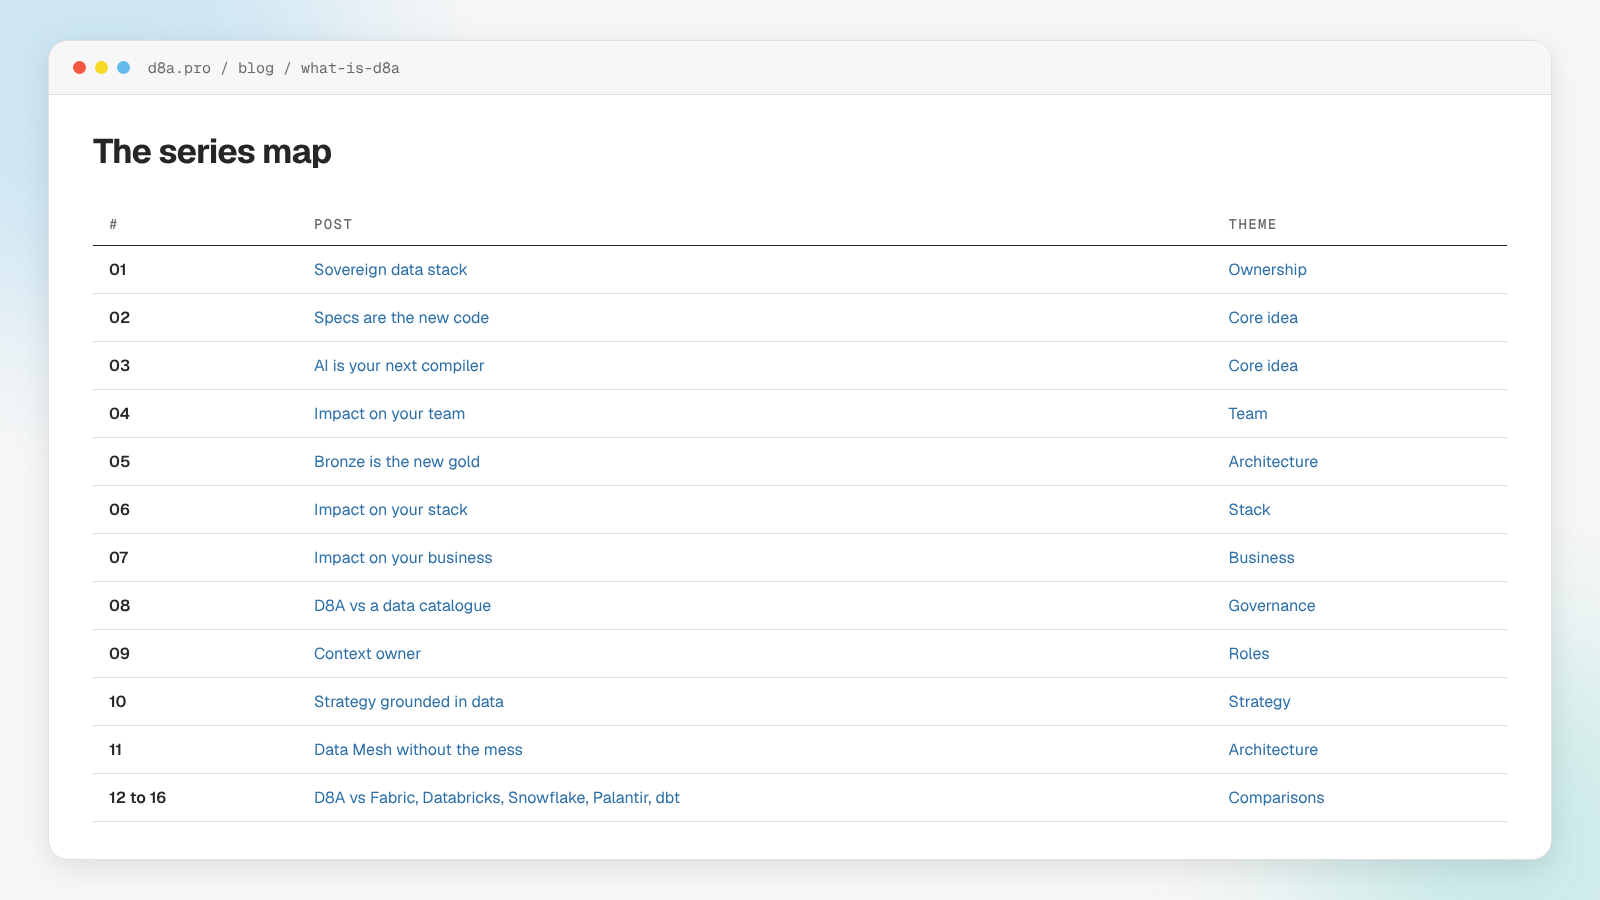 d8a.pro / blog / what-is-d8a
The series map
# POST THEME
01 Sovereign data stack Ownership
02 Specs are the new code Core idea
03 AI is your next compiler Core idea
04 Impact on your team Team
05 Bronze is the new gold Architecture
06 Impact on your stack Stack
07 Impact on your business Business
08 D8A vs a data catalogue Governance
09 Context owner Roles
10 Strategy grounded in data Strategy
11 Data Mesh without the mess Architecture
12 to 16 D8A vs Fabric, Databricks, Snowflake, Palantir, dbt Comparisons